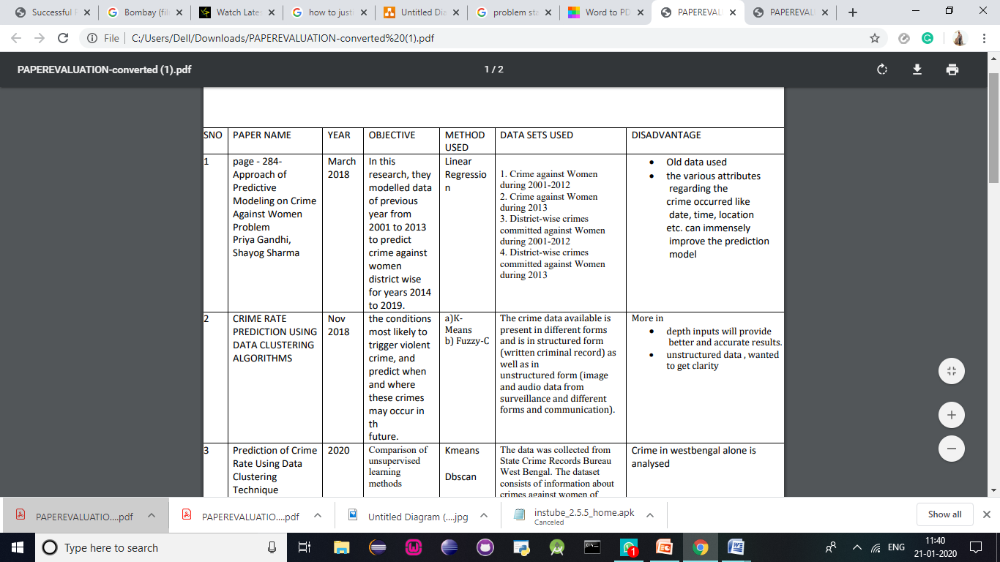 Successful F
Bombay (fil
Watch Late
how to just
Untitled Dia
problem sta
Word to PD
PAPEREVAL
PAPEREVAL
File
C:/Users/Dell/Downloads/PAPEREVALUATION-converted%20(1).pdf
PAPEREVALUATION-converted (1).pdf
1 / 2
SNO
PAPER NAME
YEAR
OBJECTIVE
METHOD
USED
DATA SETS USED
DISADVANTAGE
1
page - 284-
Approach of
Predictive
Modeling on Crime
Against Women
Problem
Priya Gandhi,
Shayog Sharma
March
2018
In this
research, they
modelled data
of previous
year from
2001 to 2013
to predict
crime against
women
district wise
for years 2014
to 2019.
Linear
Regressio
n
1. Crime against Women
during 2001-2012
2. Crime against Women
during 2013
3. District-wise crimes
committed against Women
during 2001-2012
4. District-wise crimes
committed against Women
during 2013
• Old data used
• the various attributes
regarding the
crime occurred like
date, time, location
etc. can immensely
improve the prediction
model
2
CRIME RATE
PREDICTION USING
DATA CLUSTERING
ALGORITHMS
Nov
2018
the conditions
most likely to
trigger violent
crime, and
predict when
and where
these crimes
may occur in
th
future.
a)K-
Means
b) Fuzzy-C
The crime data available is
present in different forms
and is in structured form
(written criminal record) as
well as in
unstructured form (image
and audio data from
surveillance and different
forms and communication).
More in
• depth inputs will provide
better and accurate results.
• unstructured data , wanted
to get clarity
3
Prediction of Crime
Rate Using Data
Clustering
Technique
2020
Comparison of
unsupervised
learning
methods
Kmeans
Dbscan
The data was collected from
State Crime Records Bureau
West Bengal. The dataset
consists of information about
crimes against women of
Crime in westbengal alone is
analysed
PAPEREVALUATIO....pdf
PAPEREVALUATIO....pdf
Untitled Diagram (....jpg
instube_2.5.5_home.apk
Canceled
Show all
Type here to search
1
ENG
11:40
21-01-2020